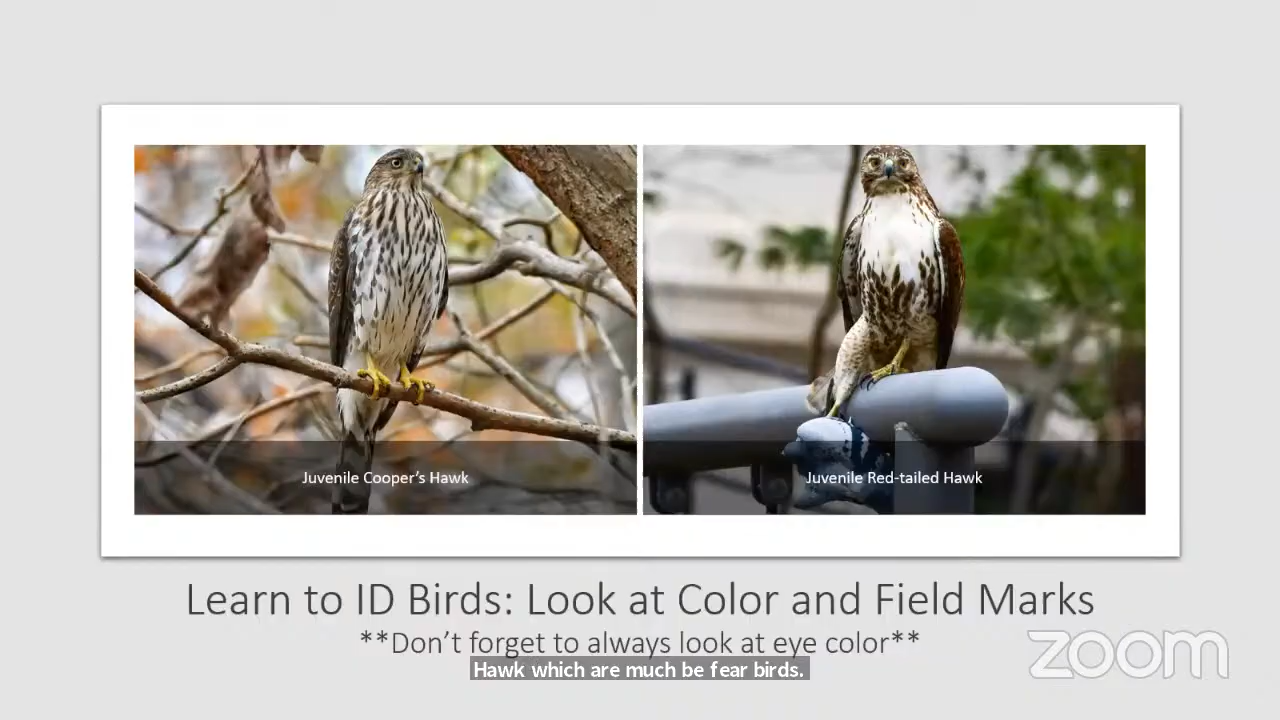 Juvenile Cooper’s Hawk
Juvenile Red-tailed Hawk
Learn to ID Birds: Look at Color and Field Marks
**Don’t forget to always look at eye color**
Hawk which are much be fear birds.
zoom